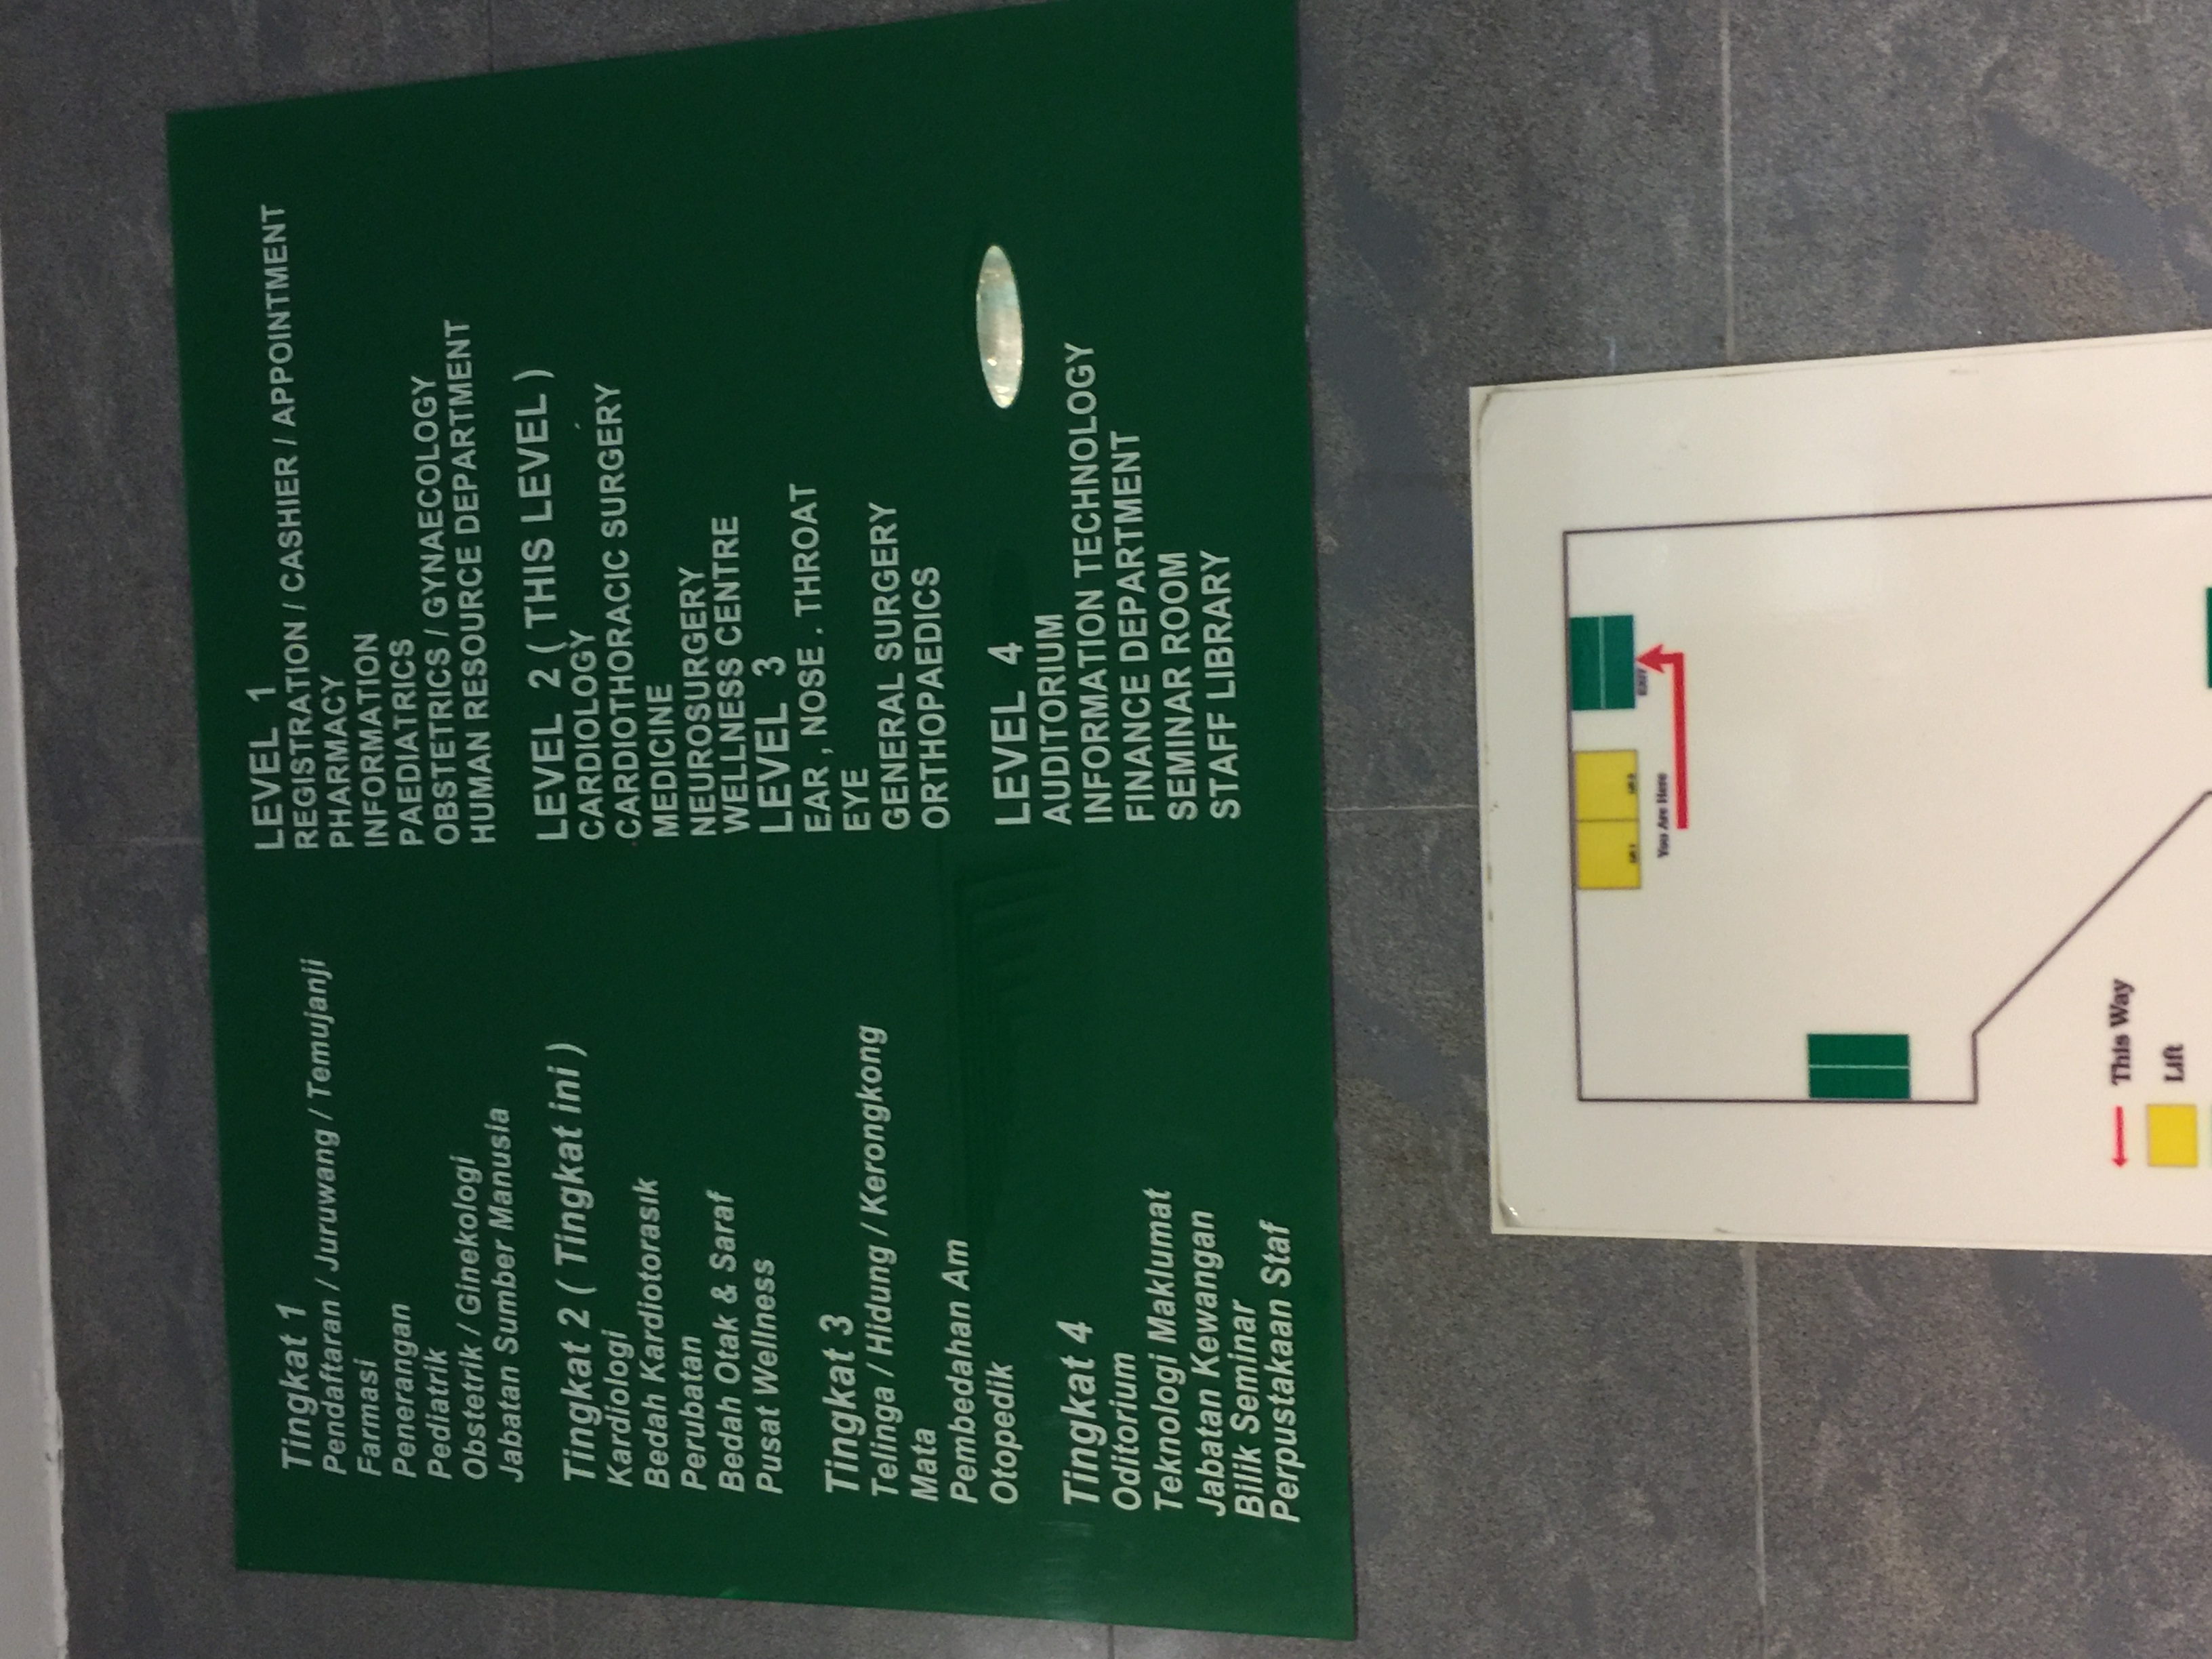 Tingkat 1
Pendaftaran / Juruwang / Temujanji
Farmasi
Penerangan
Pediatrik
Obstetrik / Ginekologi
Jabatan Sumber Manusia
Tingkat 2 ( Tingkat ini )
Kardiologi
Bedah Kardiotorasik
Perubatan
Bedah Otak & Saraf
Pusat Wellness
Tingkat 3
Telinga / Hidung / Kerongkong
Mata
Pembedahan Am
Otopedik
Tingkat 4
Oditorium
Teknologi Maklumat
Jabatan Kewangan
Bilik Seminar
Perpustakaan Staf
LEVEL 1
REGISTRATION / CASHIER / APPOINTMENT
PHARMACY
INFORMATION
PAEDIATRICS
OBSTETRICS / GYNAECOLOGY
HUMAN RESOURCE DEPARTMENT
LEVEL 2 ( THIS LEVEL )
CARDIOLOGY
CARDIOTHORACIC SURGERY
MEDICINE
NEUROSURGERY
WELLNESS CENTRE
LEVEL 3
EAR , NOSE . THROAT
EYE
GENERAL SURGERY
ORTHOPAEDICS
LEVEL 4
AUDITORIUM
INFORMATION TECHNOLOGY
FINANCE DEPARTMENT
SEMINAR ROOM
STAFF LIBRARY
EXIT
You Are Here
This Way
Lift